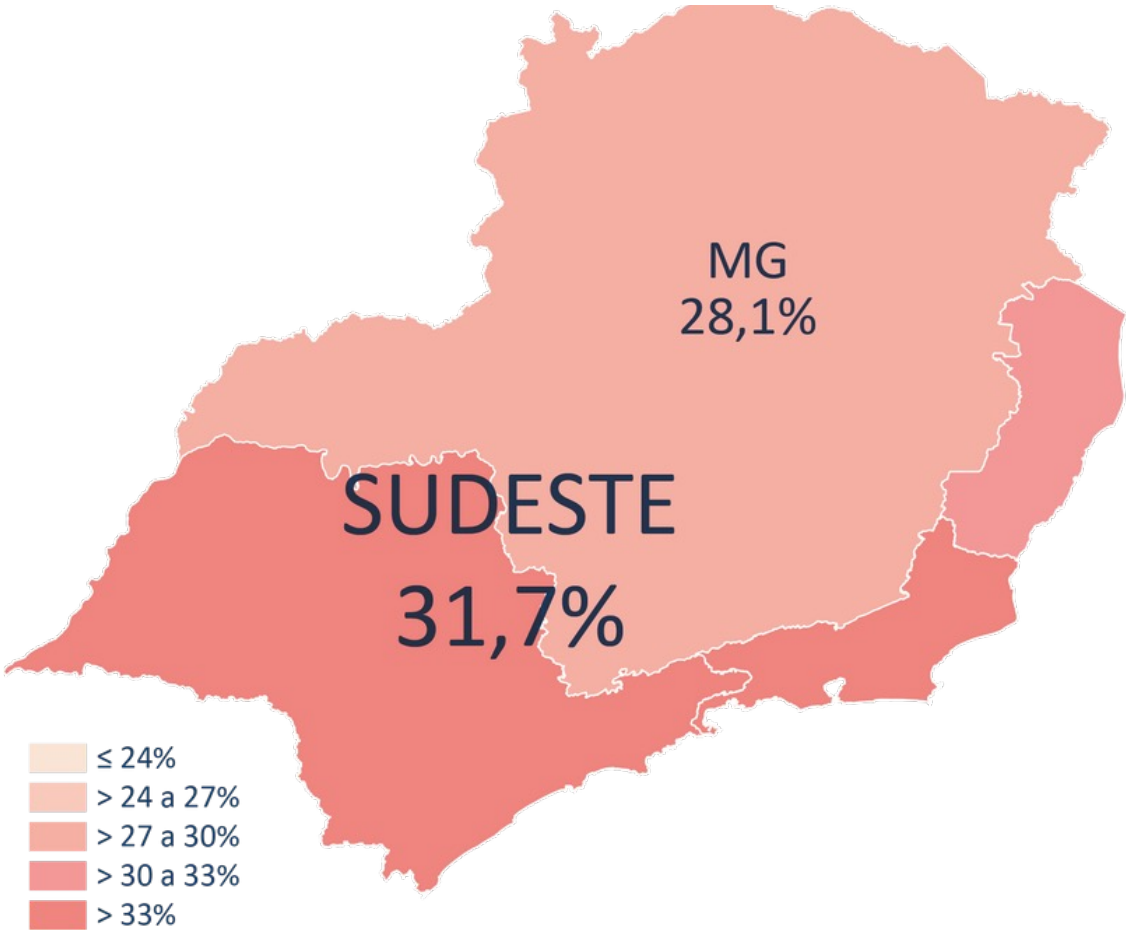 MG
28,1%
SUDESTE
31,7%
≤ 24%
> 24 a 27%
> 27 a 30%
> 30 a 33%
> 33%